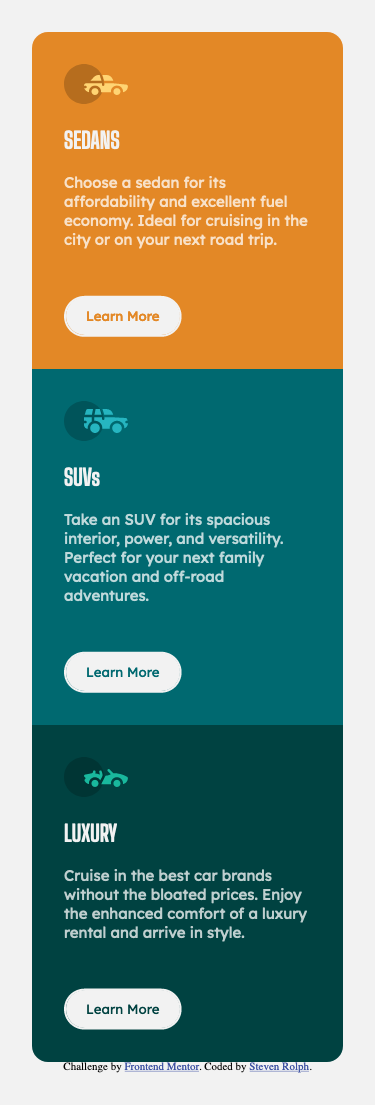 SEDANS
Choose a sedan for its
affordability and excellent fuel
economy. Ideal for cruising in the
city or on your next road trip.
Learn More
SUVs
Take an SUV for its spacious
interior, power, and versatility.
Perfect for your next family
vacation and off-road
adventures.
Learn More
LUXURY
Cruise in the best car brands
without the bloated prices. Enjoy
the enhanced comfort of a luxury
rental and arrive in style.
Learn More
Challenge by Frontend Mentor. Coded by Steven Rolph.